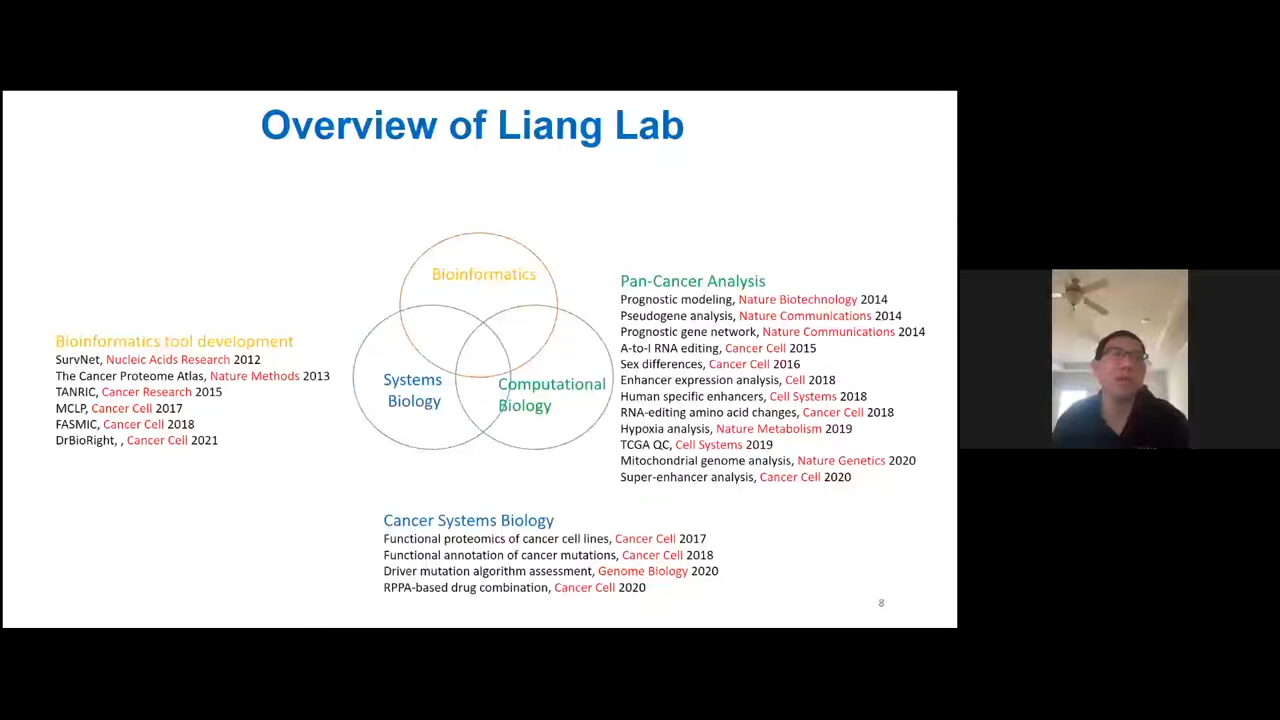 Overview of Liang Lab
Bioinformatics
Systems
Biology
Computational
Biology
Bioinformatics tool development
SurvNet, Nucleic Acids Research 2012
The Cancer Proteome Atlas, Nature Methods 2013
TANRIC, Cancer Research 2015
MCLP, Cancer Cell 2017
FASMIC, Cancer Cell 2018
DrBioRight, , Cancer Cell 2021
Pan-Cancer Analysis
Prognostic modeling, Nature Biotechnology 2014
Pseudogene analysis, Nature Communications 2014
Prognostic gene network, Nature Communications 2014
A-to-I RNA editing, Cancer Cell 2015
Sex differences, Cancer Cell 2016
Enhancer expression analysis, Cell 2018
Human specific enhancers, Cell Systems 2018
RNA-editing amino acid changes, Cancer Cell 2018
Hypoxia analysis, Nature Metabolism 2019
TCGA QC, Cell Systems 2019
Mitochondrial genome analysis, Nature Genetics 2020
Super-enhancer analysis, Cancer Cell 2020
Cancer Systems Biology
Functional proteomics of cancer cell lines, Cancer Cell 2017
Functional annotation of cancer mutations, Cancer Cell 2018
Driver mutation algorithm assessment, Genome Biology 2020
RPPA-based drug combination, Cancer Cell 2020
8